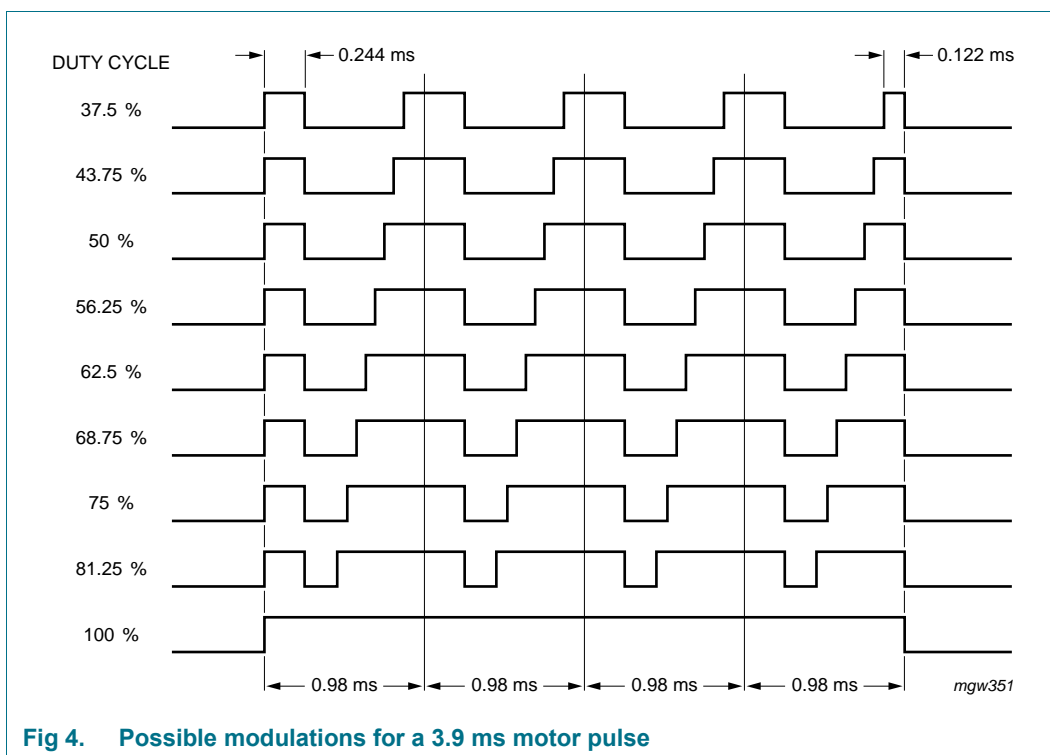 DUTY CYCLE
0.244 ms
0.122 ms
37.5 %
43.75 %
50 %
56.25 %
62.5 %
68.75 %
75 %
81.25 %
100 %
0.98 ms 0.98 ms 0.98 ms 0.98 ms
mgw351
Fig 4. Possible modulations for a 3.9 ms motor pulse